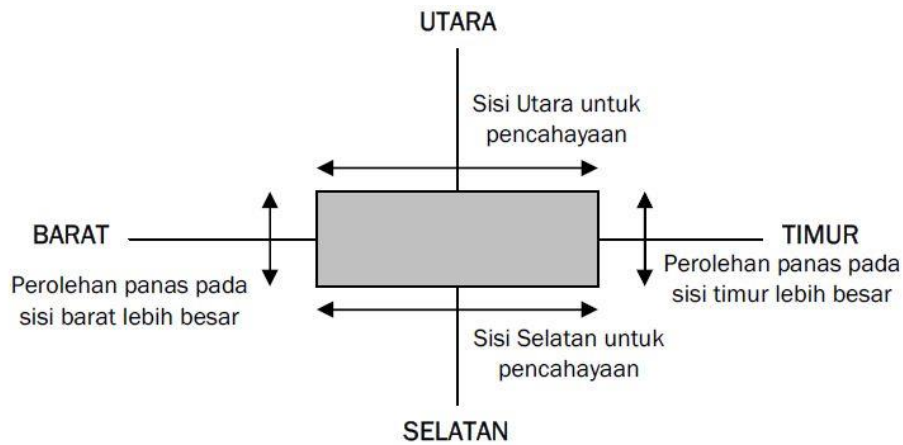 UTARA
Sisi Utara untuk
pencahayaan
BARAT
Perolehan panas pada
sisi barat lebih besar
TIMUR
Perolehan panas pada
sisi timur lebih besar
Sisi Selatan untuk
pencahayaan
SELATAN